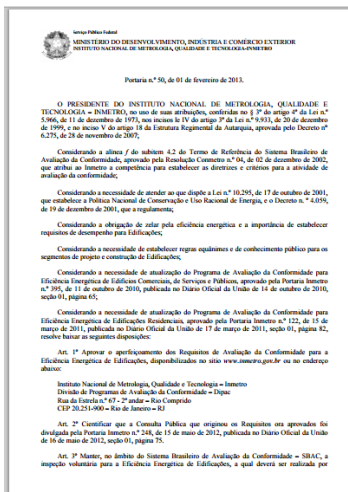 Serviço Público Federal
MINISTÉRIO DO DESENVOLVIMENTO, INDÚSTRIA E COMÉRCIO EXTERIOR
INSTITUTO NACIONAL DE METROLOGIA, QUALIDADE E TECNOLOGIA-INMETRO
Portaria n.º 50, de 01 de fevereiro de 2013.
O PRESIDENTE DO INSTITUTO NACIONAL DE METROLOGIA, QUALIDADE E
TECNOLOGIA – INMETRO, no uso de suas atribuições, conferidas no § 3º do artigo 4º da Lei n.º
5.966, de 11 de dezembro de 1973, nos incisos I e IV do artigo 3º da Lei n.º 9.933, de 20 de dezembro
de 1999, e no inciso V do artigo 18 da Estrutura Regimental da Autarquia, aprovada pelo Decreto nº
6.275, de 28 de novembro de 2007;
Considerando a alínea f do subitem 4.2 do Termo de Referência do Sistema Brasileiro de
Avaliação da Conformidade, aprovado pela Resolução Conmetro n.º 04, de 02 de dezembro de 2002,
que atribui ao Inmetro a competência para estabelecer as diretrizes e critérios para a atividade de
avaliação da conformidade;
Considerando a necessidade de atender ao que dispõe a Lei n.º 10.295, de 17 de outubro de 2001,
que estabelece a Política Nacional de Conservação e Uso Racional de Energia, e o Decreto n. º 4.059,
de 19 de dezembro de 2001, que a regulamenta;
Considerando a obrigação de zelar pela eficiência energética e a importância de estabelecer
requisitos de desempenho para Edificações;
Considerando a necessidade de estabelecer regras equânimes e de conhecimento público para os
segmentos de projeto e construção de Edificações;
Considerando a necessidade de atualização do Programa de Avaliação da Conformidade para
Eficiência Energética de Edifícios Comerciais, de Serviços e Públicos, aprovado pela Portaria Inmetro
n.º 395, de 11 de outubro de 2010, publicada no Diário Oficial da União de 14 de outubro de 2010,
seção 01, página 65;
Considerando a necessidade de atualização do Programa de Avaliação da Conformidade para
Eficiência Energética de Edificações Residenciais, aprovado pela Portaria Inmetro n.º 122, de 15 de
março de 2011, publicada no Diário Oficial da União de 17 de março de 2011, seção 01, página 82,
resolve baixar as seguintes disposições:
Art. 1º Aprovar o aperfeiçoamento dos Requisitos de Avaliação da Conformidade para a
Eficiência Energética de Edificações, disponibilizados no sitio www.inmetro.gov.br ou no endereço
abaixo:
Instituto Nacional de Metrologia, Qualidade e Tecnologia – Inmetro
Divisão de Programas de Avaliação da Conformidade – Dipac
Rua da Estrela n.º 67 - 2º andar – Rio Comprido
CEP 20.251-900 – Rio de Janeiro – RJ
Art. 2º Cientificar que a Consulta Pública que originou os Requisitos ora aprovados foi
divulgada pela Portaria Inmetro n.º 248, de 15 de maio de 2012, publicada no Diário Oficial da União
de 16 de maio de 2012, seção 01, página 75.
Art. 3º Manter, no âmbito do Sistema Brasileiro de Avaliação da Conformidade – SBAC, a
inspeção voluntária para a Eficiência Energética de Edificações, a qual deverá ser realizada por